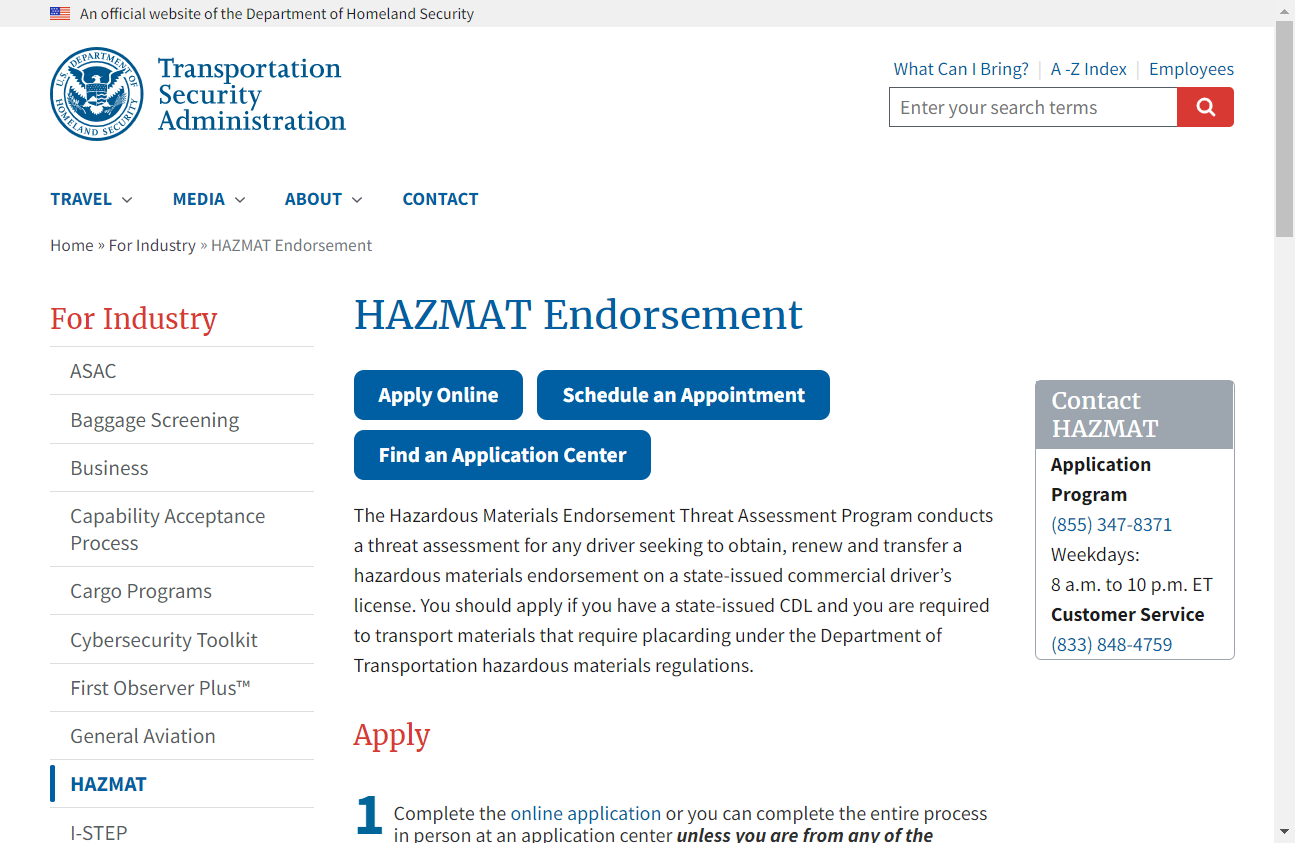 An official website of the Department of Homeland Security
U.S. DEPARTMENT OF HOMELAND SECURITY
Transportation
Security
Administration
What Can I Bring?
A -Z Index
Employees
Enter your search terms
TRAVEL
MEDIA
ABOUT
CONTACT
Home » For Industry » HAZMAT Endorsement
For Industry
ASAC
Baggage Screening
Business
Capability Acceptance
Process
Cargo Programs
Cybersecurity Toolkit
First Observer Plus™
General Aviation
HAZMAT
I-STEP
HAZMAT Endorsement
Apply Online
Schedule an Appointment
Find an Application Center
The Hazardous Materials Endorsement Threat Assessment Program conducts
a threat assessment for any driver seeking to obtain, renew and transfer a
hazardous materials endorsement on a state-issued commercial driver’s
license. You should apply if you have a state-issued CDL and you are required
to transport materials that require placarding under the Department of
Transportation hazardous materials regulations.
Apply
1
Complete the online application or you can complete the entire process
in person at an application center unless you are from any of the
Contact
HAZMAT
Application
Program
(855) 347-8371
Weekdays:
8 a.m. to 10 p.m. ET
Customer Service
(833) 848-4759